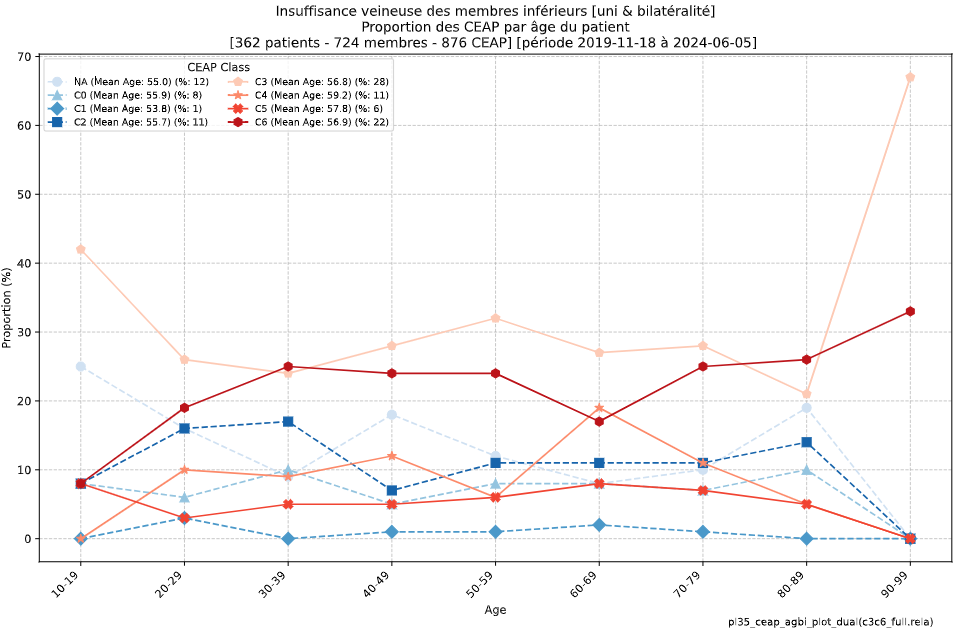 Insuffisance veineuse des membres inférieurs [uni & bilatéralité]
Proportion des CEAP par âge du patient
[362 patients - 724 membres - 876 CEAP] [période 2019-11-18 à 2024-06-05]
CEAP Class
NA (Mean Age: 55.0) (%: 12)
C0 (Mean Age: 55.9) (%: 8)
C1 (Mean Age: 53.8) (%: 1)
C2 (Mean Age: 55.7) (%: 11)
C3 (Mean Age: 56.8) (%: 28)
C4 (Mean Age: 59.2) (%: 11)
C5 (Mean Age: 57.8) (%: 6)
C6 (Mean Age: 56.9) (%: 22)
Proportion (%)
70
60
50
40
30
20
10
0
10-19
20-29
30-39
40-49
50-59
60-69
70-79
80-89
90-99
Age
pl35_ceap_agbi_plot_dual(c3c6_full.rela)